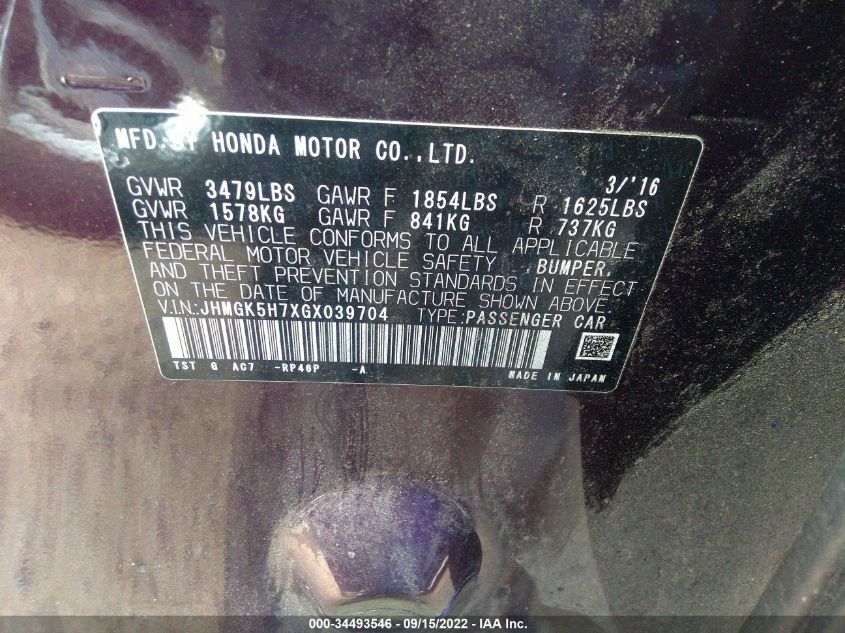 MFD. BY HONDA MOTOR CO.,LTD.
3/'16
GVWR 3479LBS GAWR F 1854LBS R 1625LBS
GVWR 1578KG GAWR F 841KG R 737KG
THIS VEHICLE CONFORMS TO ALL APPLICABLE
FEDERAL MOTOR VEHICLE SAFETY, BUMPER,
AND THEFT PREVENTION STANDARDS IN EFFECT
ON THE DATE OF MANUFACTURE SHOWN ABOVE.
V.I.N:JHMGK5H7XGX039704 TYPE:PASSENGER CAR
TST G AC7 -RP46P -A MADE IN JAPAN
000-34493546 - 09/15/2022 - Copyright © 2022 - IAA Inc.